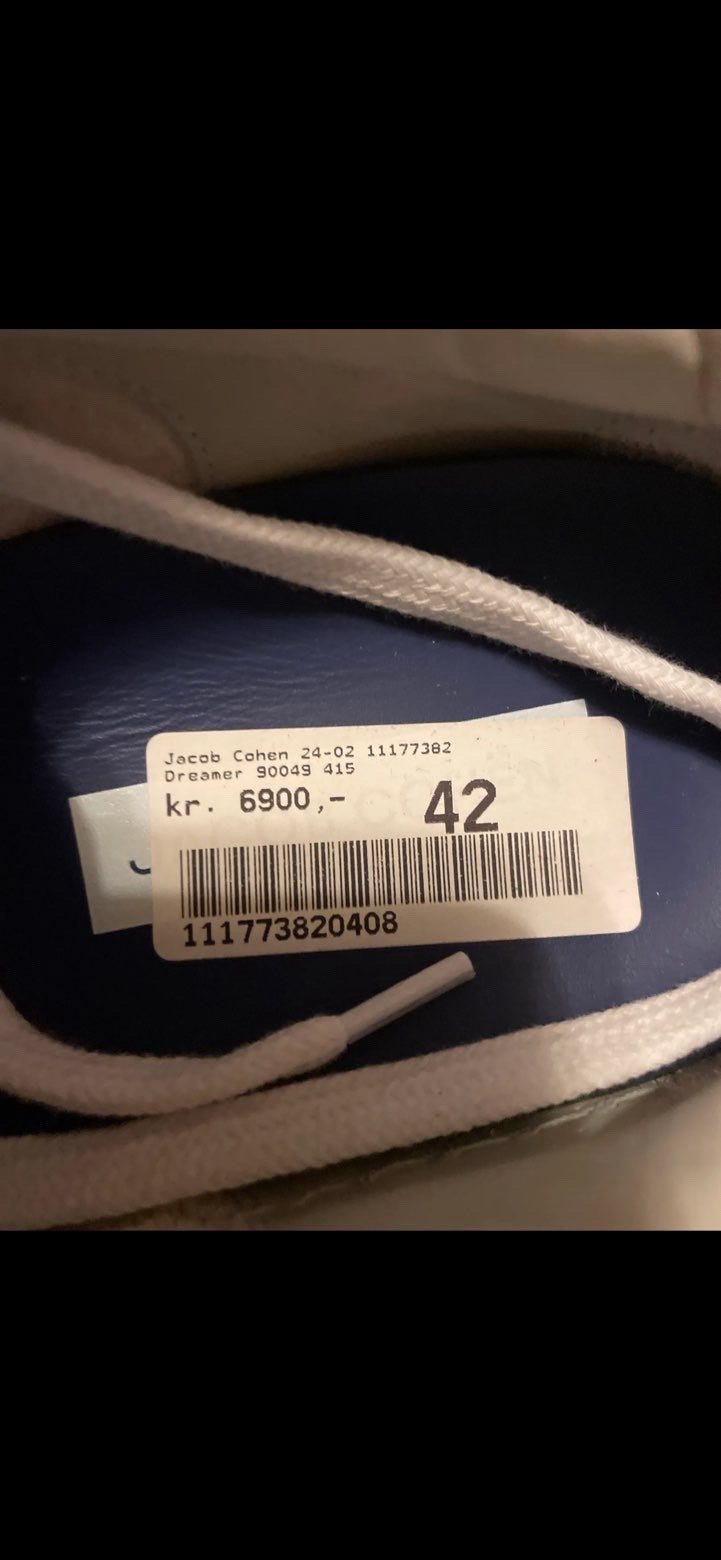 Jacob Cohen 24-02 11177382
Dreamer 90049 415
kr. 6900,-
42
111773820408